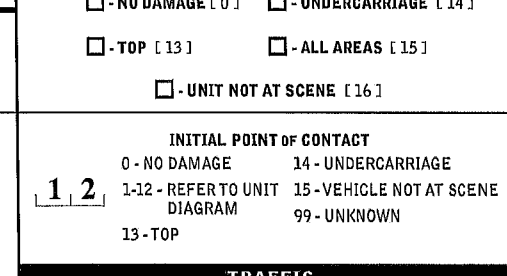 ☐ - NO DAMAGE [ 0 ] ☐ - UNDERCARRIAGE [ 14 ]
☐ - TOP [ 13 ] ☐ - ALL AREAS [ 15 ]
☐ - UNIT NOT AT SCENE [ 16 ]
INITIAL POINT OF CONTACT
0 - NO DAMAGE 14 - UNDERCARRIAGE
12 1-12 - REFER TO UNIT 15 - VEHICLE NOT AT SCENE
DIAGRAM 99 - UNKNOWN
13 - TOP
TRAFFIC